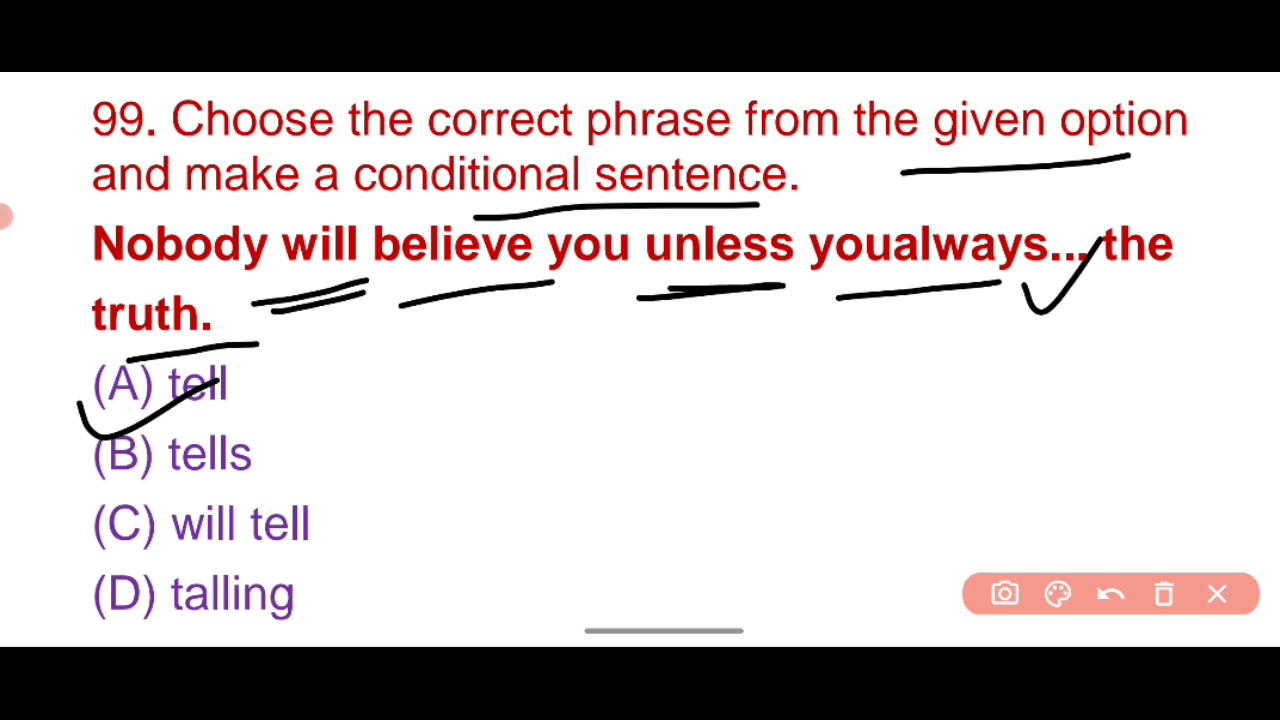 99. Choose the correct phrase from the given option
and make a conditional sentence.
Nobody will believe you unless youalways... the
truth.
(A) tell
(B) tells
(C) will tell
(D) talling